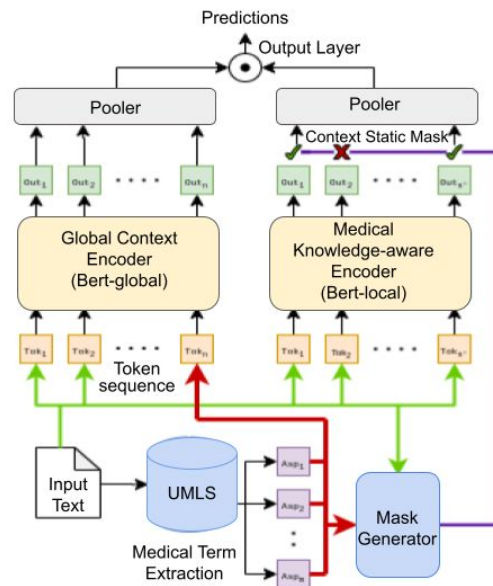 Predictions
Output Layer
Pooler
Pooler
Context Static Mask
Out1 Out2 Outn Out1 Out2 Outn'
Global Context
Encoder
(Bert-global)
Medical
Knowledge-aware
Encoder
(Bert-local)
Tok1 Tok2 Tokn Tok1 Tok2 Tokn'
Token
sequence
Input
Text
UMLS
Asp1
Asp2
Aspm
Mask
Generator
Medical Term
Extraction